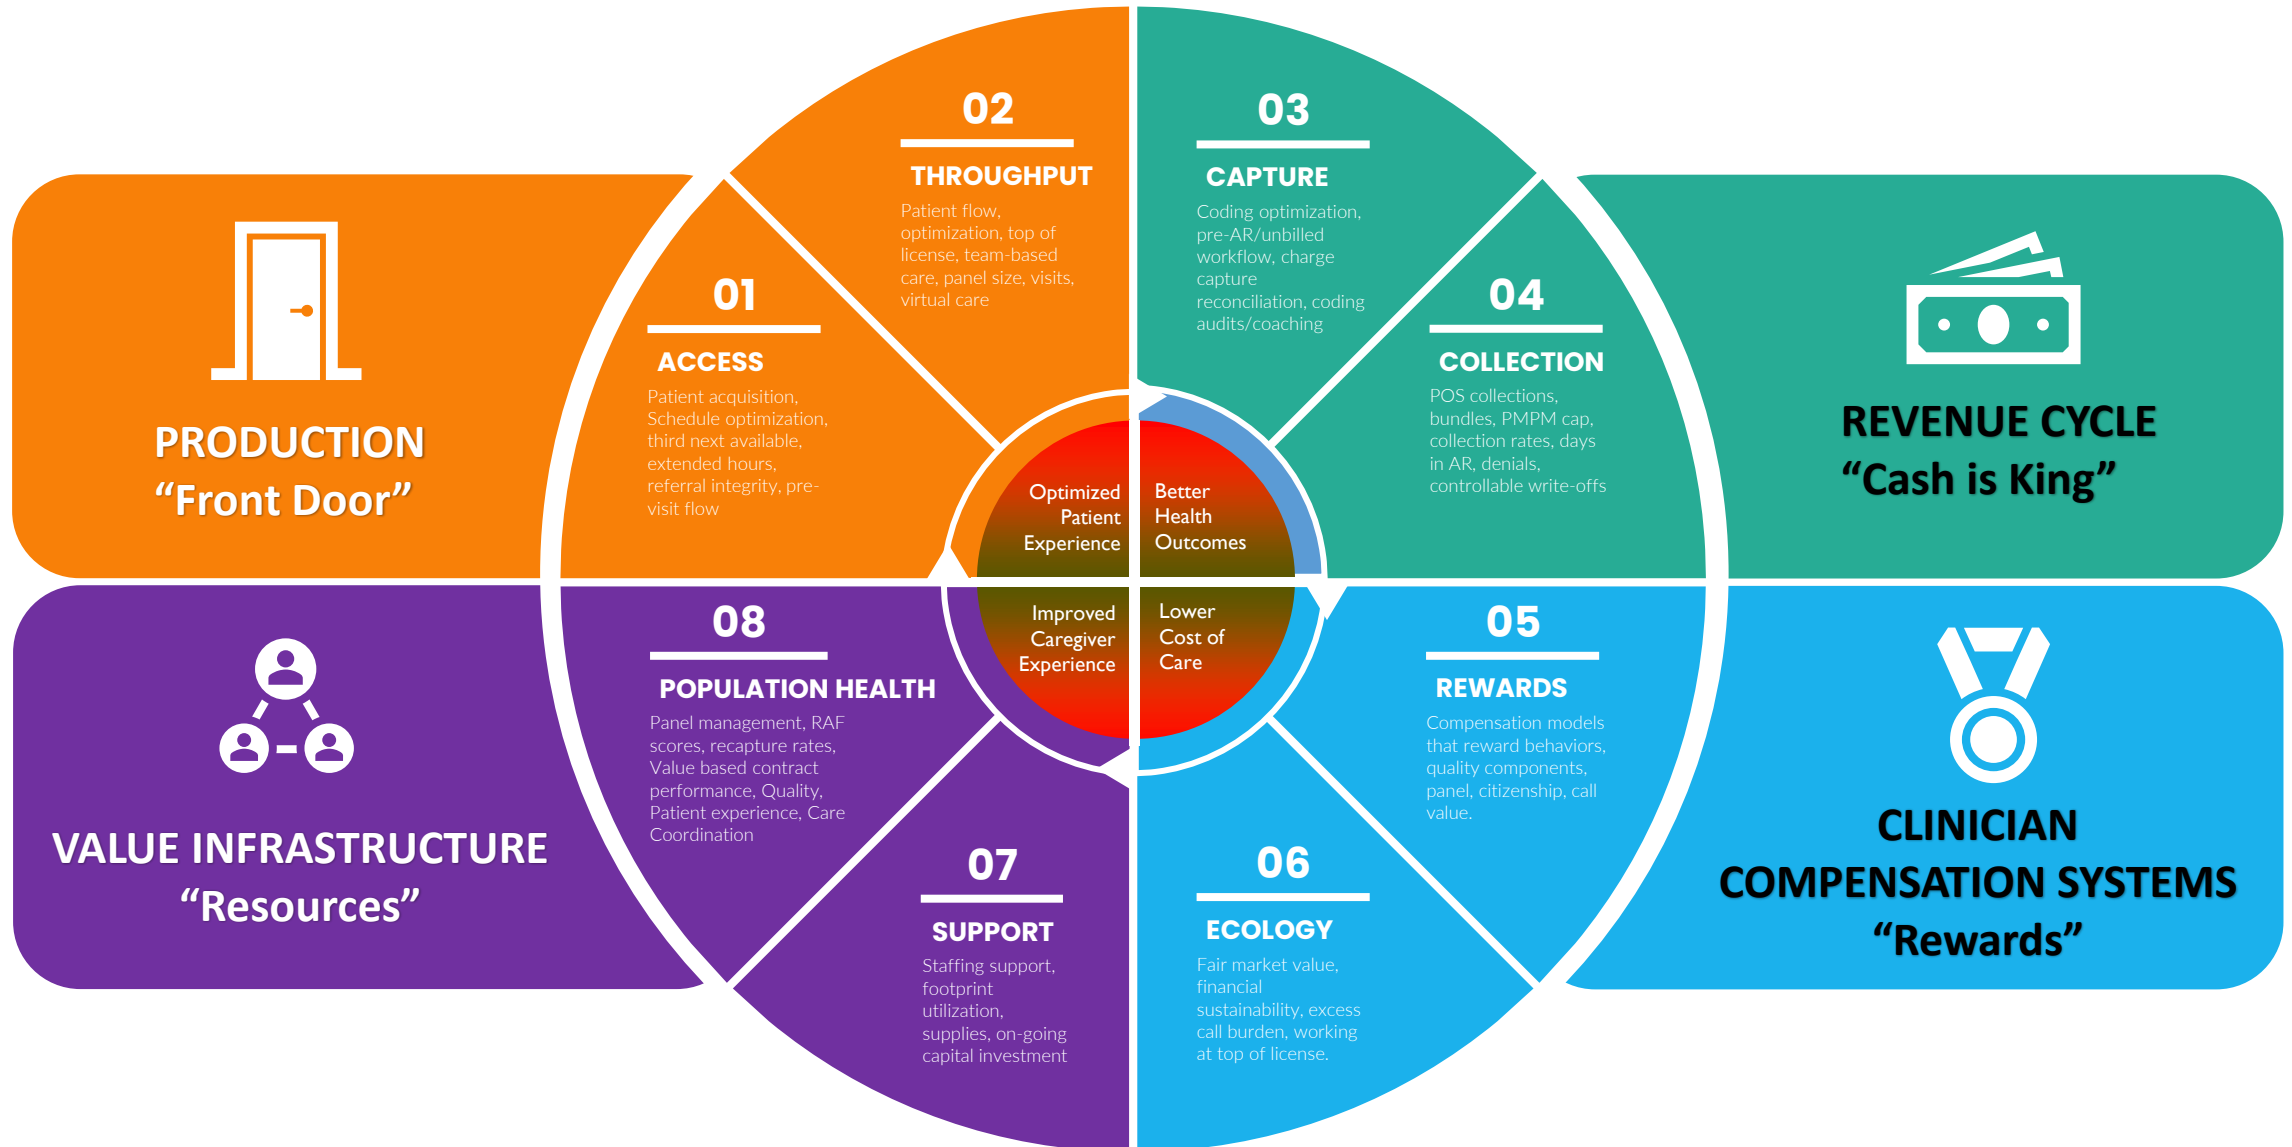 PRODUCTION
“Front Door”
01
ACCESS
Patient acquisition,
Schedule optimization,
third next available,
extended hours,
referral integrity, pre-
visit flow
02
THROUGHPUT
Patient flow,
optimization, top of
license, team-based
care, panel size, visits,
virtual care
03
CAPTURE
Coding optimization,
pre-AR/unbilled
workflow, charge
capture
reconciliation, coding
audits/coaching
04
COLLECTION
POS collections,
bundles, PMPM cap,
collection rates, days
in AR, denials,
controllable write-offs
REVENUE CYCLE
“Cash is King”
Optimized
Patient
Experience
Better
Health
Outcomes
Improved
Caregiver
Experience
Lower
Cost of
Care
05
REWARDS
Compensation models
that reward behaviors,
quality components,
panel, citizenship, call
value.
CLINICIAN
COMPENSATION SYSTEMS
“Rewards”
06
ECOLOGY
Fair market value,
financial
sustainability, excess
call burden, working
at top of license.
07
SUPPORT
Staffing support,
footprint
utilization,
supplies, on-going
capital investment
08
POPULATION HEALTH
Panel management, RAF
scores, recapture rates,
Value based contract
performance, Quality,
Patient experience, Care
Coordination
VALUE INFRASTRUCTURE
“Resources”